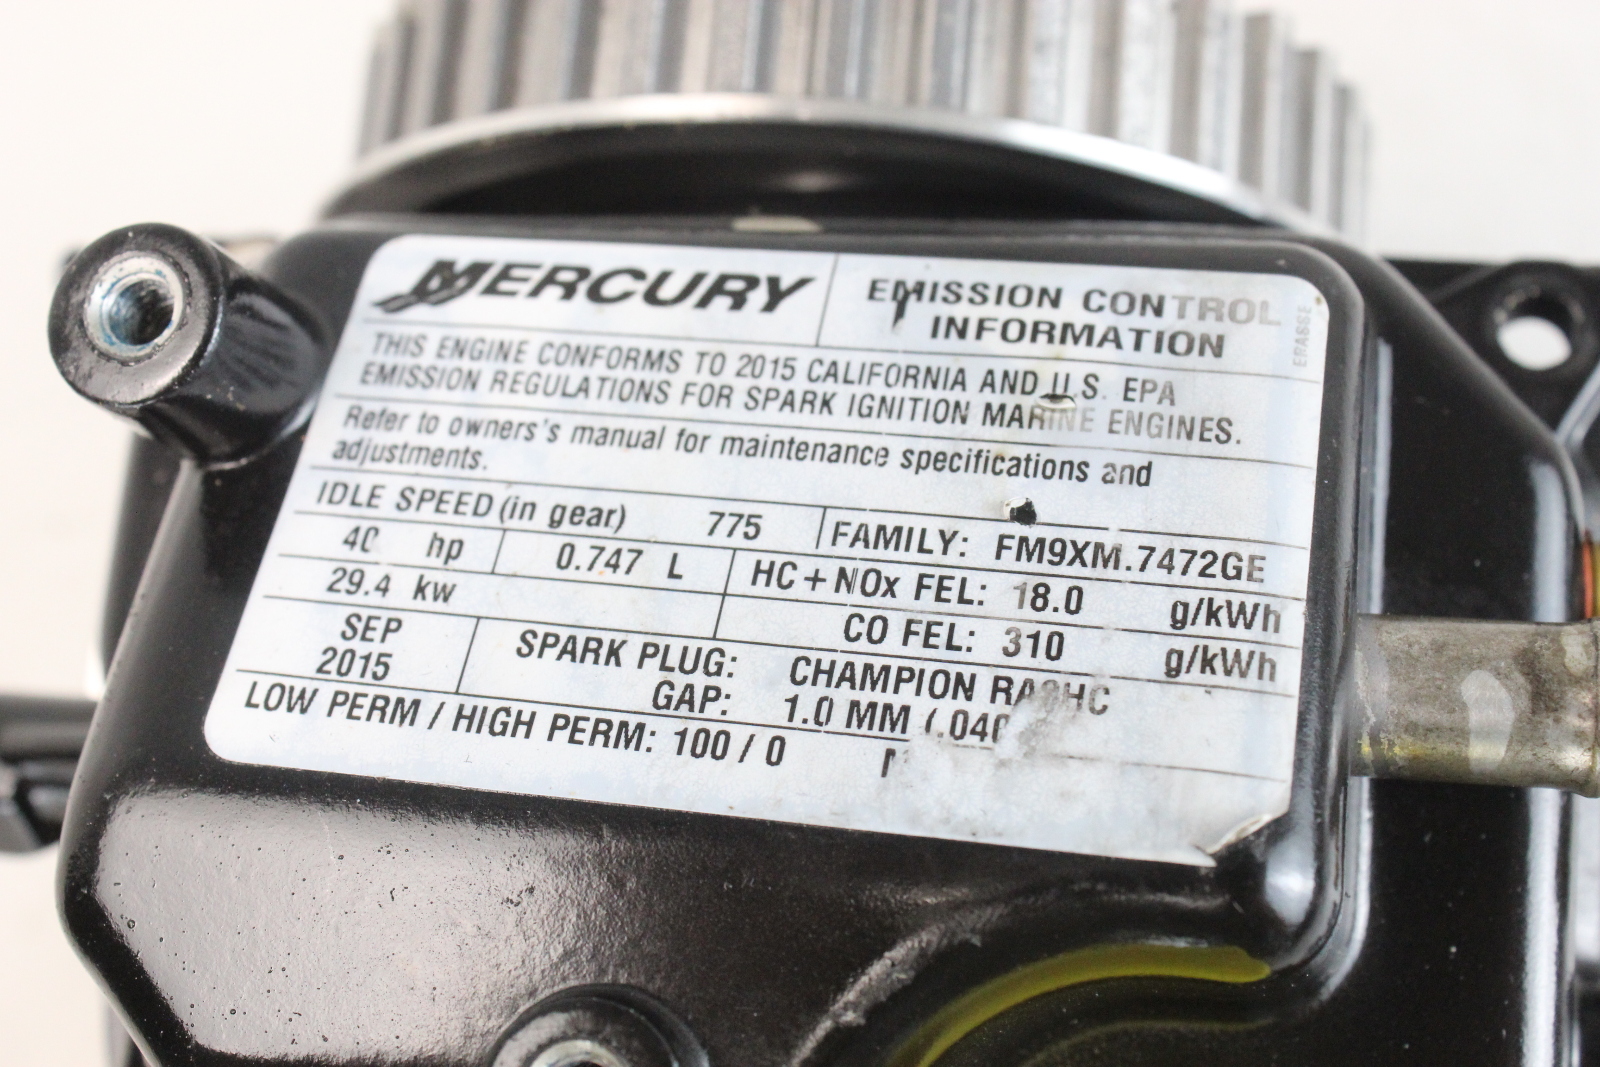 MERCURY
EMISSION CONTROL
INFORMATION
THIS ENGINE CONFORMS TO 2015 CALIFORNIA AND U.S. EPA
EMISSION REGULATIONS FOR SPARK IGNITION MARINE ENGINES.
Refer to owners's manual for maintenance specifications and
adjustments.
IDLE SPEED (in gear) 775
FAMILY: FM9XM.7472GE
40 hp 0.747 L
HC+NOx FEL: 18.0 g/kWh
29.4 kw
CO FEL: 310 g/kWh
SEP
2015
SPARK PLUG: CHAMPION
GAP: 1.0 MM (.040
LOW PERM / HIGH PERM: 100 / 0